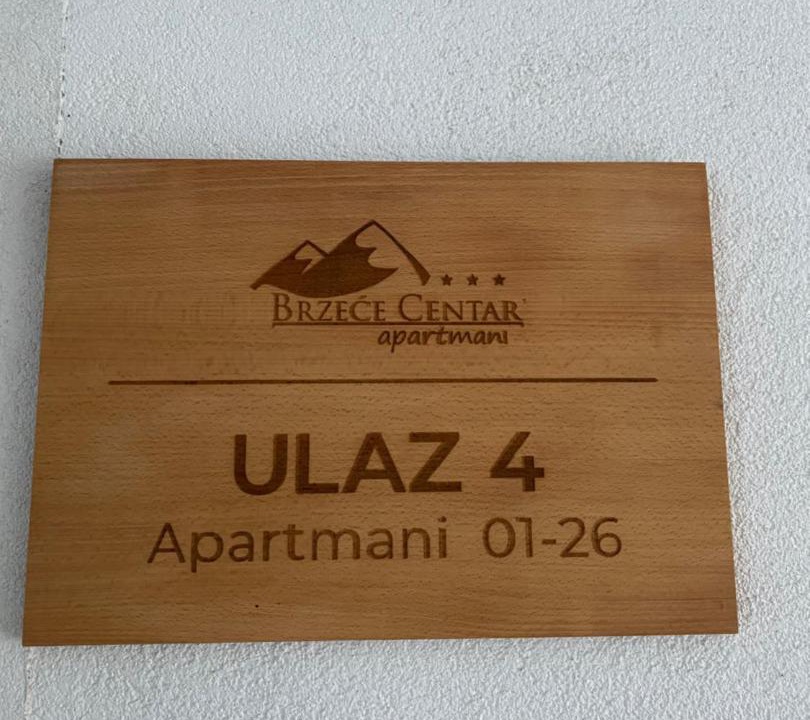 BRZEĆE CENTAR
apartmani
ULAZ 4
Apartmani 01-26